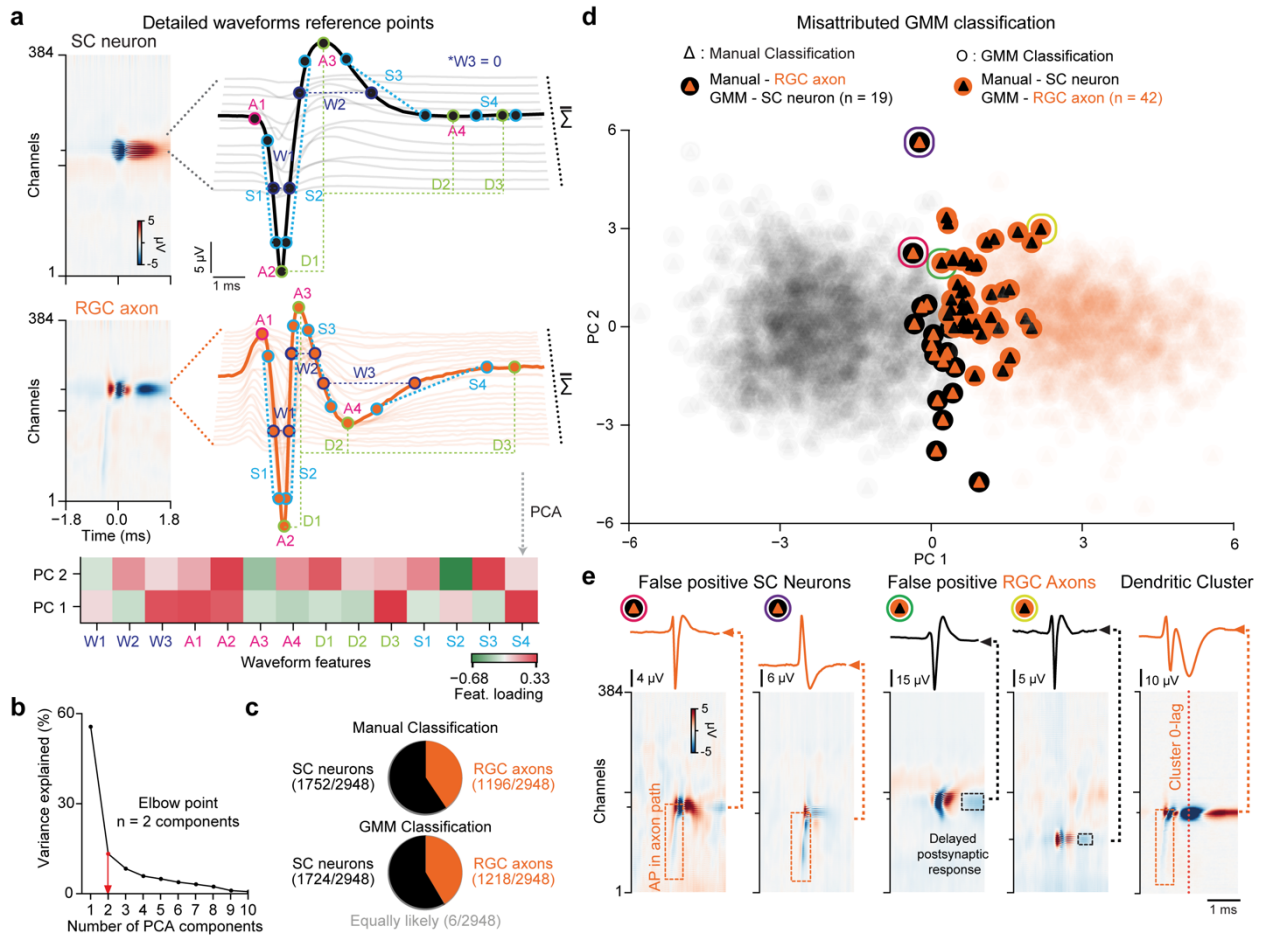 a
Detailed waveforms reference points
SC neuron
384
Channels
1
5
-5
μV
A1
A3
*W3 = 0
S3
W2
S4
A4
W1
S1
S2
D2
D3
D1
A2
5 μV
1 ms
Σ
RGC axon
384
Channels
1
−1.8
0.0
1.8
Time (ms)
A3
A1
S3
W2
W3
S4
A4
W1
D2
D3
S1
S2
D1
A2
Σ
PCA
PC 2
PC 1
W1 W2 W3 A1 A2 A3 A4 D1 D2 D3 S1 S2 S3 S4
Waveform features
−0.68 0.33
Feat. loading
b
Variance explained (%)
60
30
0
Elbow point
n = 2 components
1 2 3 4 5 6 7 8 9 10
Number of PCA components
c
Manual Classification
SC neurons
(1752/2948)
RGC axons
(1196/2948)
GMM Classification
SC neurons
(1724/2948)
RGC axons
(1218/2948)
Equally likely (6/2948)
d
Misattributed GMM classification
Δ : Manual Classification
O : GMM Classification
Manual - RGC axon
GMM - SC neuron (n = 19)
Manual - SC neuron
GMM - RGC axon (n = 42)
PC 2
6
3
0
−3
−6
−6 −3 0 3 6
PC 1
e
False positive SC Neurons
False positive RGC Axons
Dendritic Cluster
4 μV
6 μV
15 μV
5 μV
10 μV
384
Channels
1
5
-5
μV
AP in axon path
Delayed
postsynaptic
response
Cluster 0-lag
1 ms